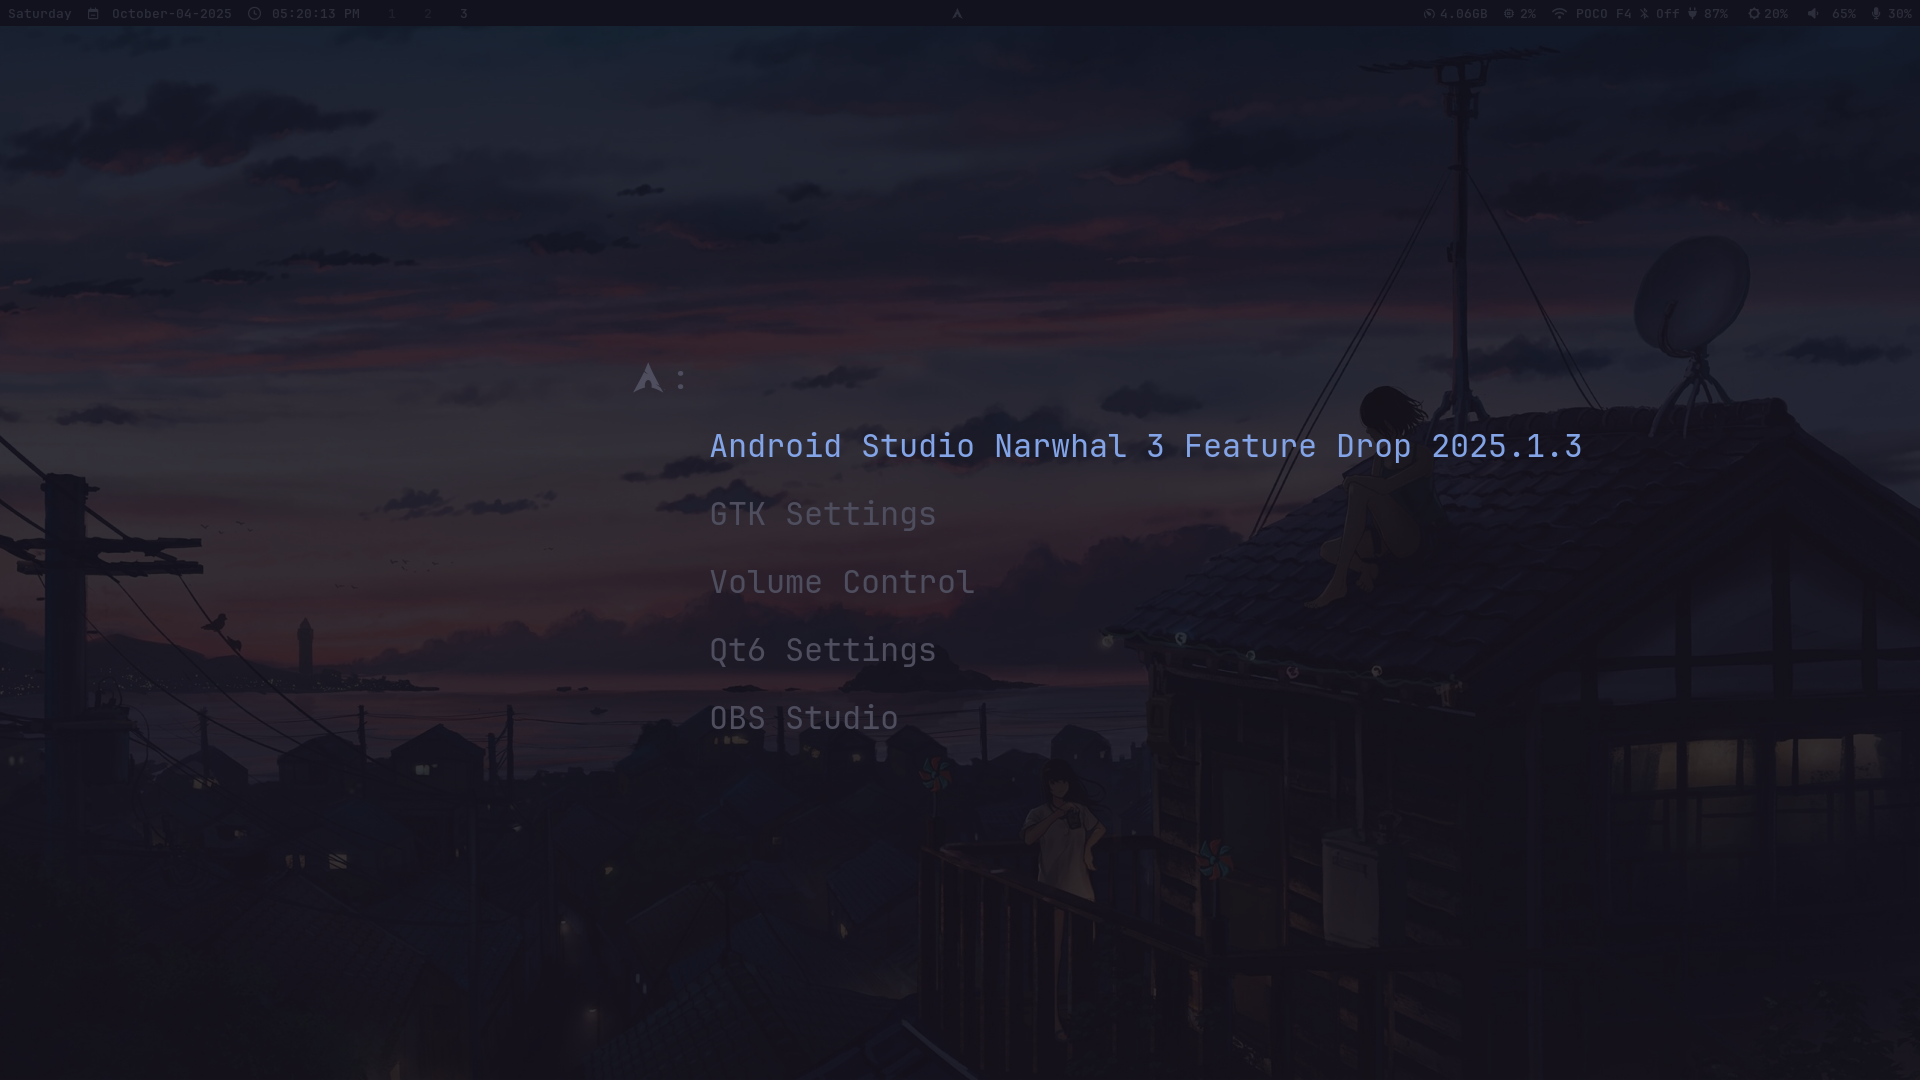 Saturday October-04-2025 05:20:13 PM 1 2 3 4.06GB 2% POCO F4 Off 87% 20% 65% 30%
:
Android Studio Narwhal 3 Feature Drop 2025.1.3
GTK Settings
Volume Control
Qt6 Settings
OBS Studio